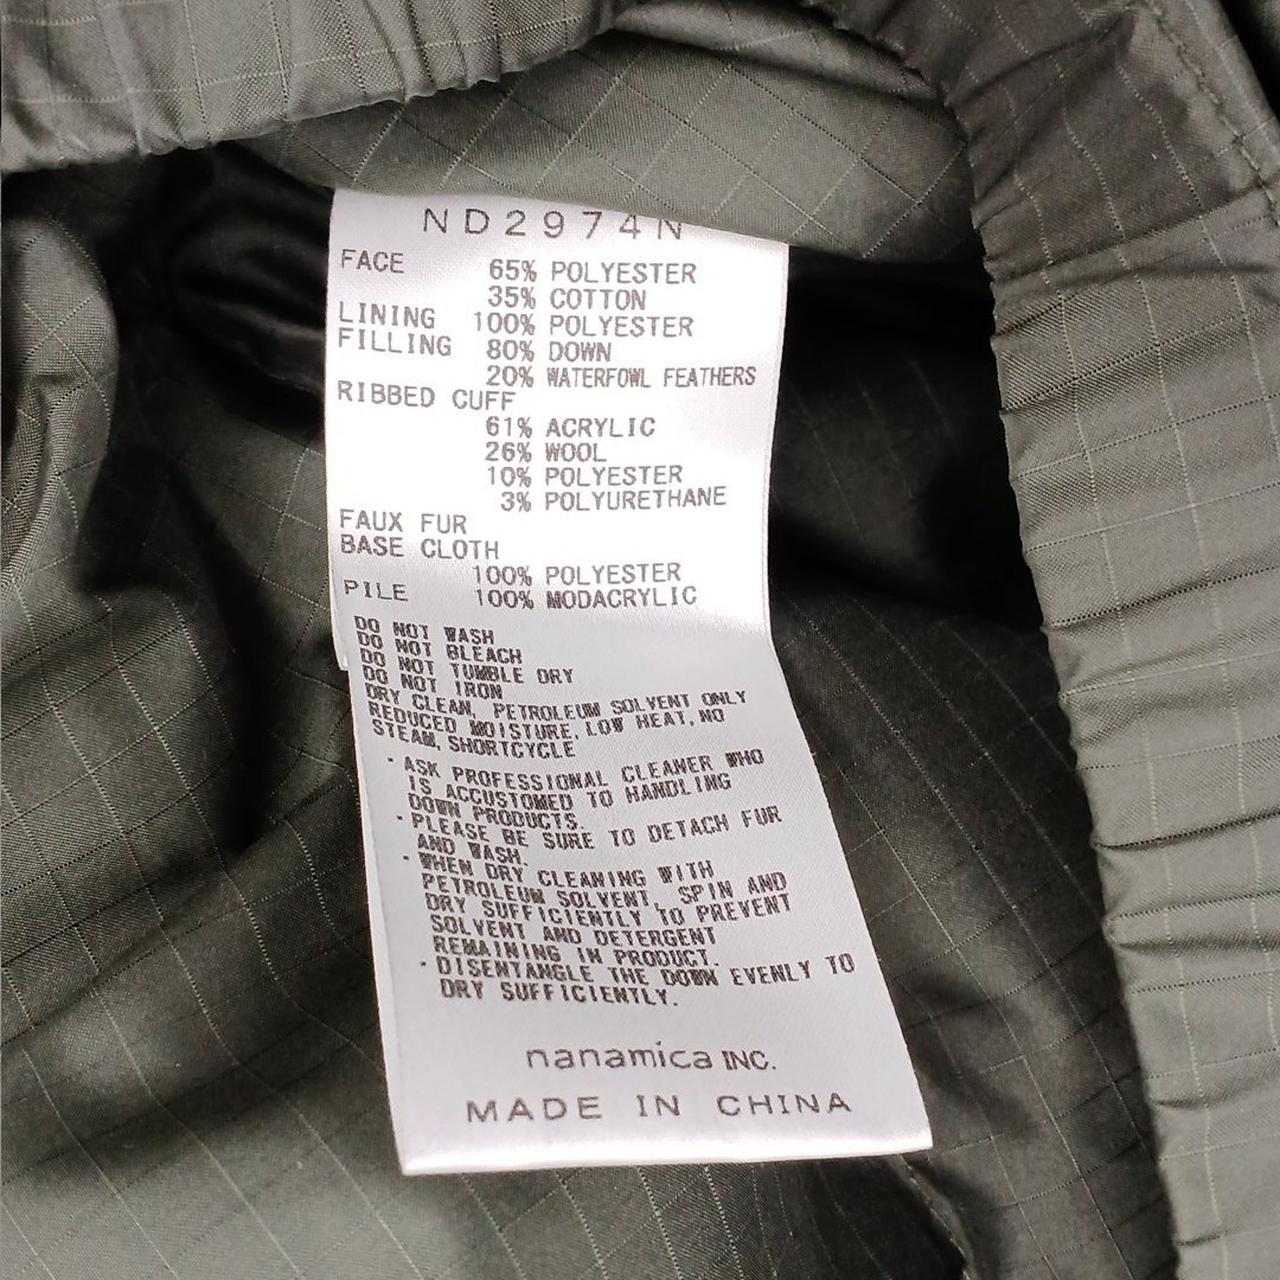 ND2974N
FACE 65% POLYESTER
35% COTTON
LINING 100% POLYESTER
FILLING 80% DOWN
20% WATERFOWL FEATHERS
RIBBED CUFF
61% ACRYLIC
26% WOOL
10% POLYESTER
3% POLYURETHANE
FAUX FUR
BASE CLOTH
100% POLYESTER
PILE 100% MODACRYLIC
DO NOT WASH
DO NOT BLEACH
DO NOT TUMBLE DRY
DO NOT IRON
DRY CLEAN, PETROLEUM SOLVENT ONLY
REDUCED MOISTURE, LOW HEAT, NO
STEAM, SHORTCYCLE
・ASK PROFESSIONAL CLEANER WHO
IS ACCUSTOMED TO HANDLING
DOWN PRODUCTS.
・PLEASE BE SURE TO DETACH FUR
AND WASH.
・WHEN DRY CLEANING WITH
PETROLEUM SOLVENT, SPIN AND
DRY SUFFICIENTLY TO PREVENT
SOLVENT AND DETERGENT
REMAINING IN PRODUCT.
・DISENTANGLE THE DOWN EVENLY TO
DRY SUFFICIENTLY.
nanamica INC.
MADE IN CHINA